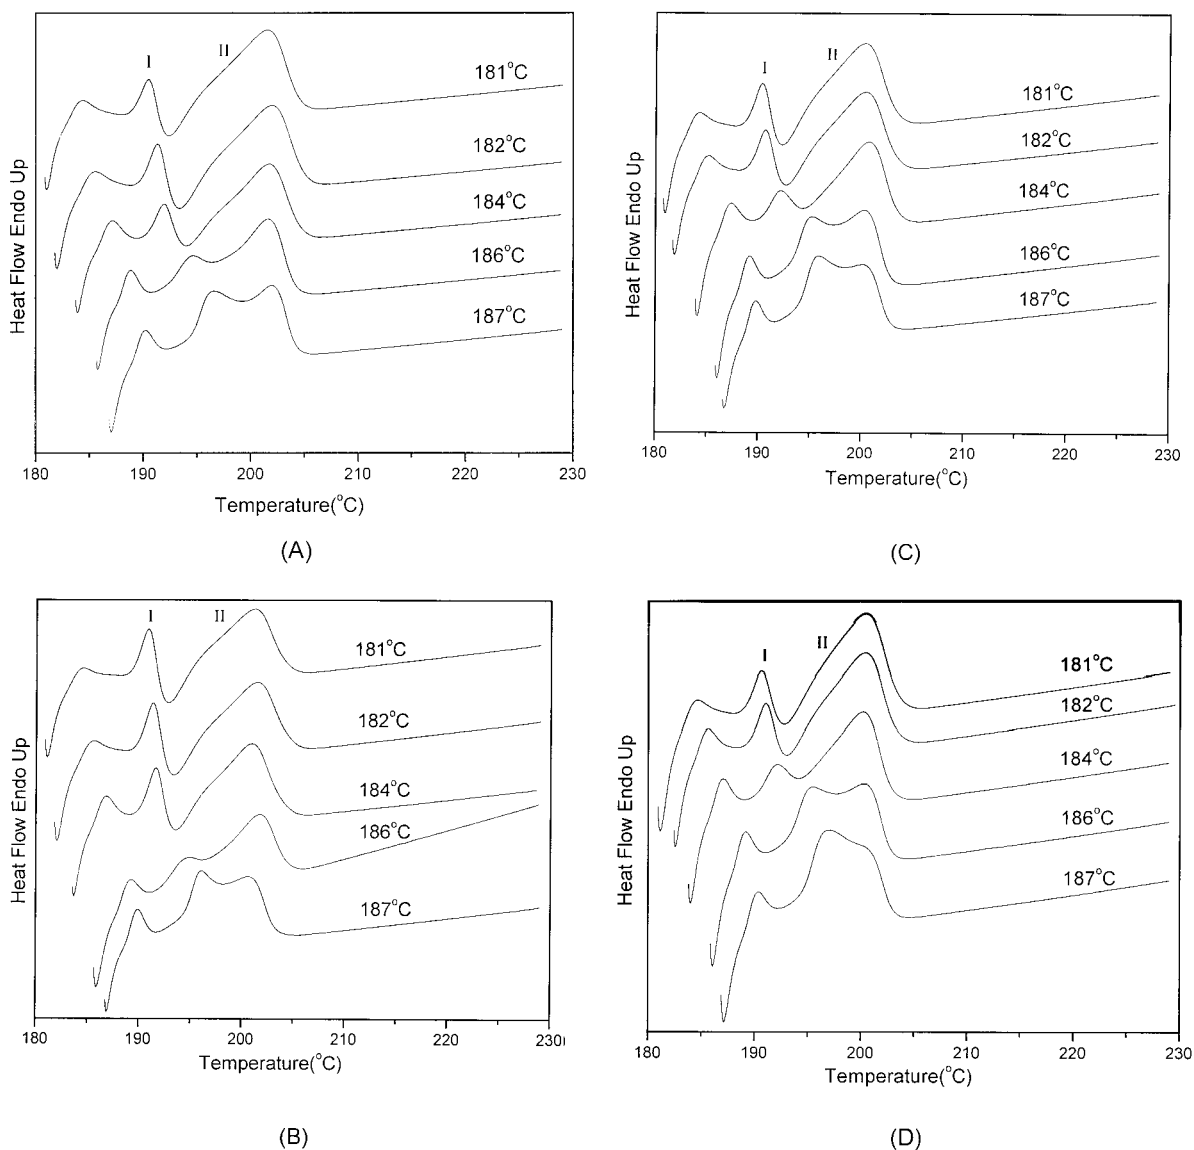 I
II
181°C
182°C
184°C
186°C
187°C
Heat Flow Endo Up
180 190 200 210 220 230
Temperature(°C)
(A)
I
II
181°C
182°C
184°C
186°C
187°C
Heat Flow Endo Up
180 190 200 210 220 230
Temperature(°C)
(C)
I
II
181°C
182°C
184°C
186°C
187°C
Heat Flow Endo Up
180 190 200 210 220 230
Temperature(°C)
(B)
I
II
181°C
182°C
184°C
186°C
187°C
Heat Flow Endo Up
180 190 200 210 220 230
Temperature(°C)
(D)